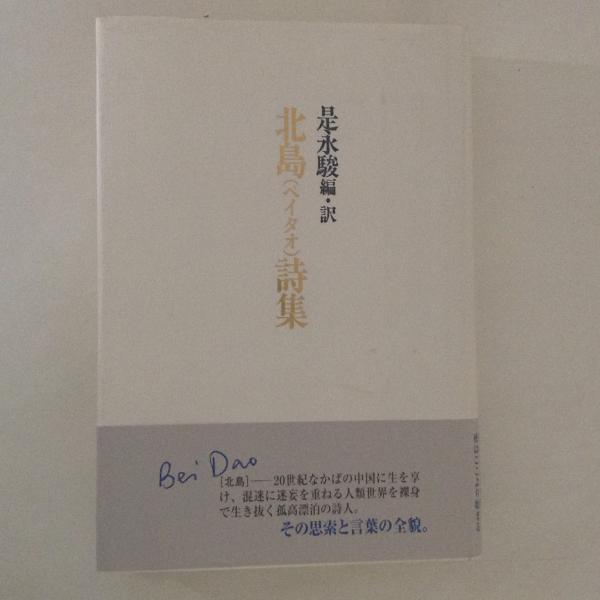 是永駿編・訳
北島(ペイタオ)詩集
Bei Dao
[北島]——20世紀なかばの中国に生を享
け、混迷に迷妄を重ねる人類世界を裸身
で生き抜く孤高漂泊の詩人。
その思索と言葉の全貌。